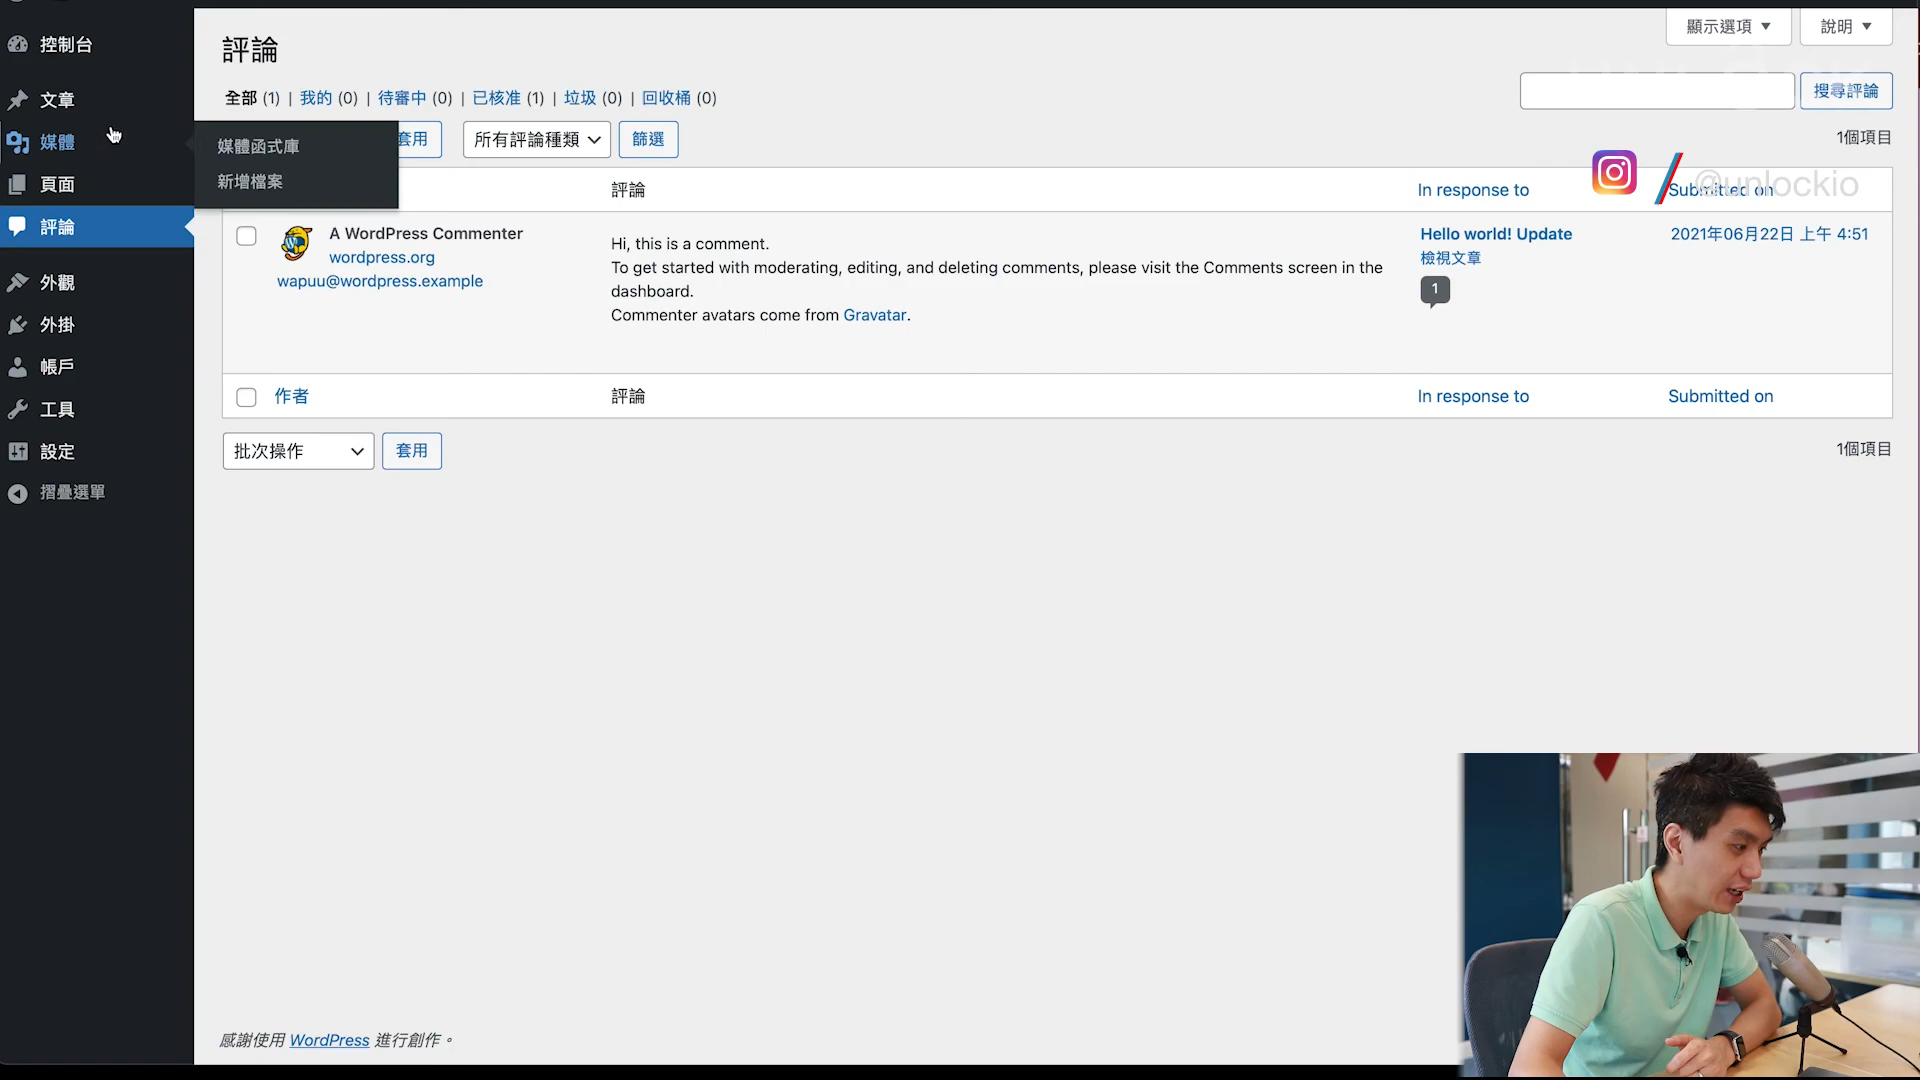 控制台
文章
媒體
頁面
評論
外觀
外掛
帳戶
工具
設定
摺疊選單
媒體函式庫
新增檔案
評論
顯示選項 ▼
說明 ▼
全部 (1) | 我的 (0) | 待審中 (0) | 已核准 (1) | 垃圾 (0) | 回收桶 (0)
搜尋評論
套用
所有評論種類
篩選
1個項目
評論
In response to
Submitted on
@unlockio
A WordPress Commenter
wordpress.org
wapuu@wordpress.example
Hi, this is a comment.
To get started with moderating, editing, and deleting comments, please visit the Comments screen in the
dashboard.
Commenter avatars come from Gravatar.
Hello world! Update
檢視文章
1
2021年06月22日 上午 4:51
作者
評論
In response to
Submitted on
批次操作
套用
1個項目
感謝使用 WordPress 進行創作。